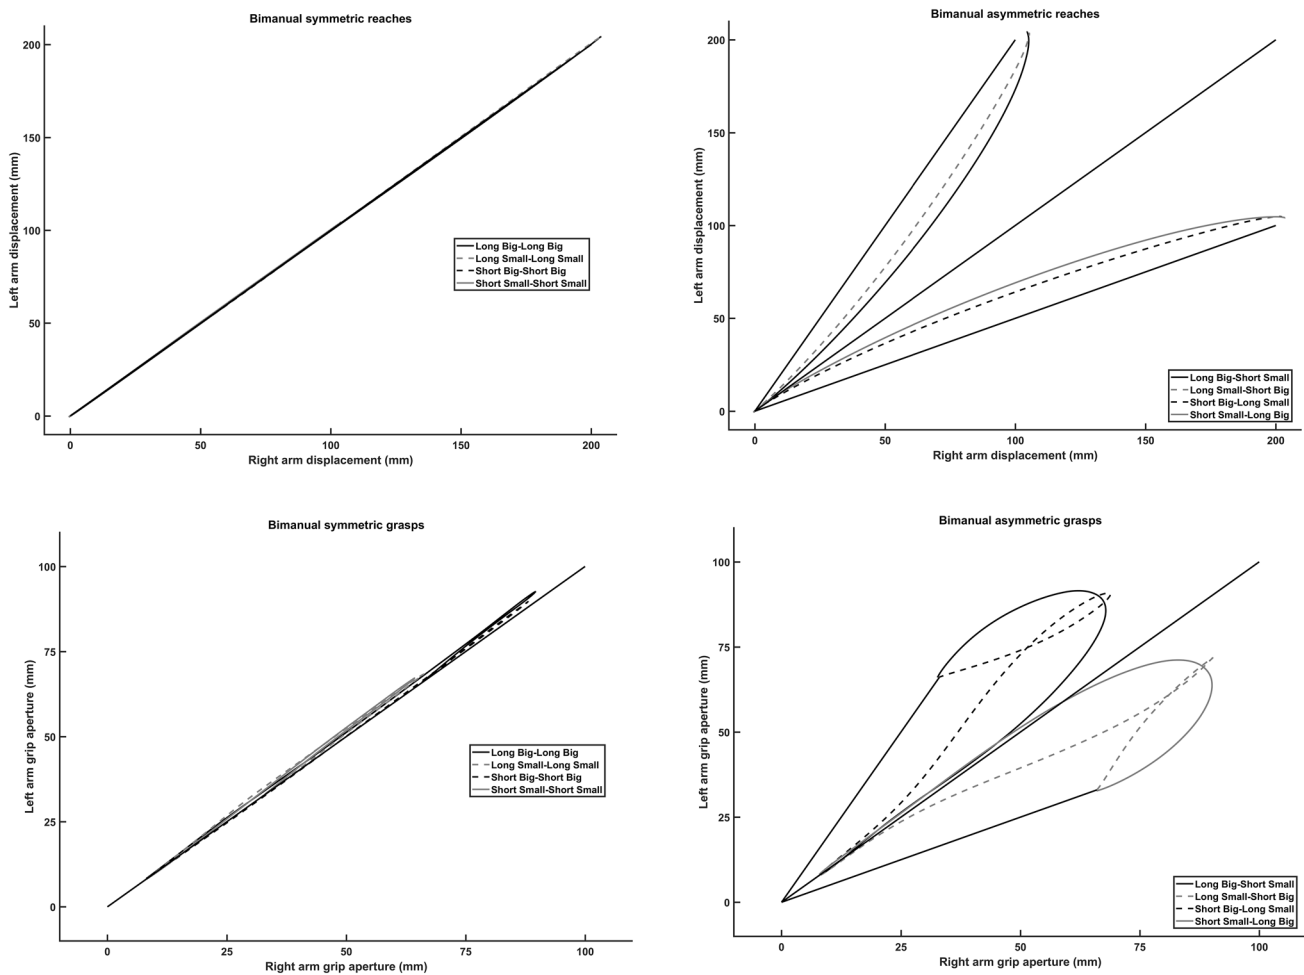 Bimanual symmetric reaches
200
150
100
50
0
Left arm displacement (mm)
Long Big-Long Big
Long Small-Long Small
Short Big-Short Big
Short Small-Short Small
0 50 100 150 200
Right arm displacement (mm)
Bimanual asymmetric reaches
200
150
100
50
0
Left arm displacement (mm)
Long Big-Short Small
Long Small-Short Big
Short Big-Long Small
Short Small-Long Big
0 50 100 150 200
Right arm displacement (mm)
Bimanual symmetric grasps
100
75
50
25
0
Left arm grip aperture (mm)
Long Big-Long Big
Long Small-Long Small
Short Big-Short Big
Short Small-Short Small
0 25 50 75 100
Right arm grip aperture (mm)
Bimanual asymmetric grasps
100
75
50
25
0
Left arm grip aperture (mm)
Long Big-Short Small
Long Small-Short Big
Short Big-Long Small
Short Small-Long Big
0 25 50 75 100
Right arm grip aperture (mm)